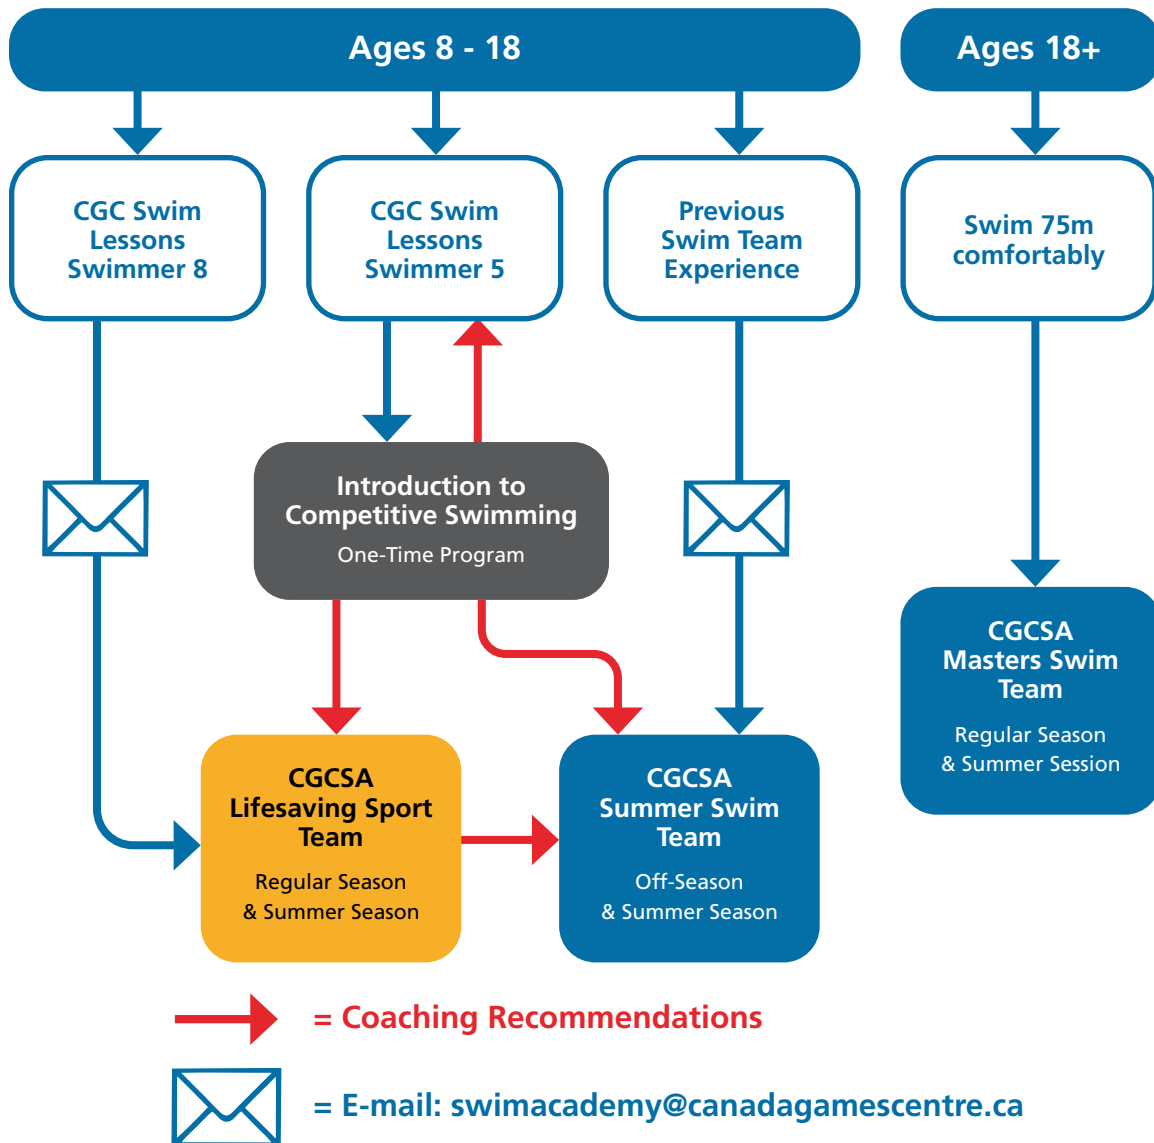 Ages 8 - 18
Ages 18+
CGC Swim
Lessons
Swimmer 8
CGC Swim
Lessons
Swimmer 5
Previous
Swim Team
Experience
Swim 75m
comfortably
Introduction to
Competitive Swimming
One-Time Program
CGCSA
Masters Swim
Team
Regular Season
& Summer Session
CGCSA
Lifesaving Sport
Team
Regular Season
& Summer Season
CGCSA
Summer Swim
Team
Off-Season
& Summer Season
= Coaching Recommendations
= E-mail: swimacademy@canadagamescentre.ca